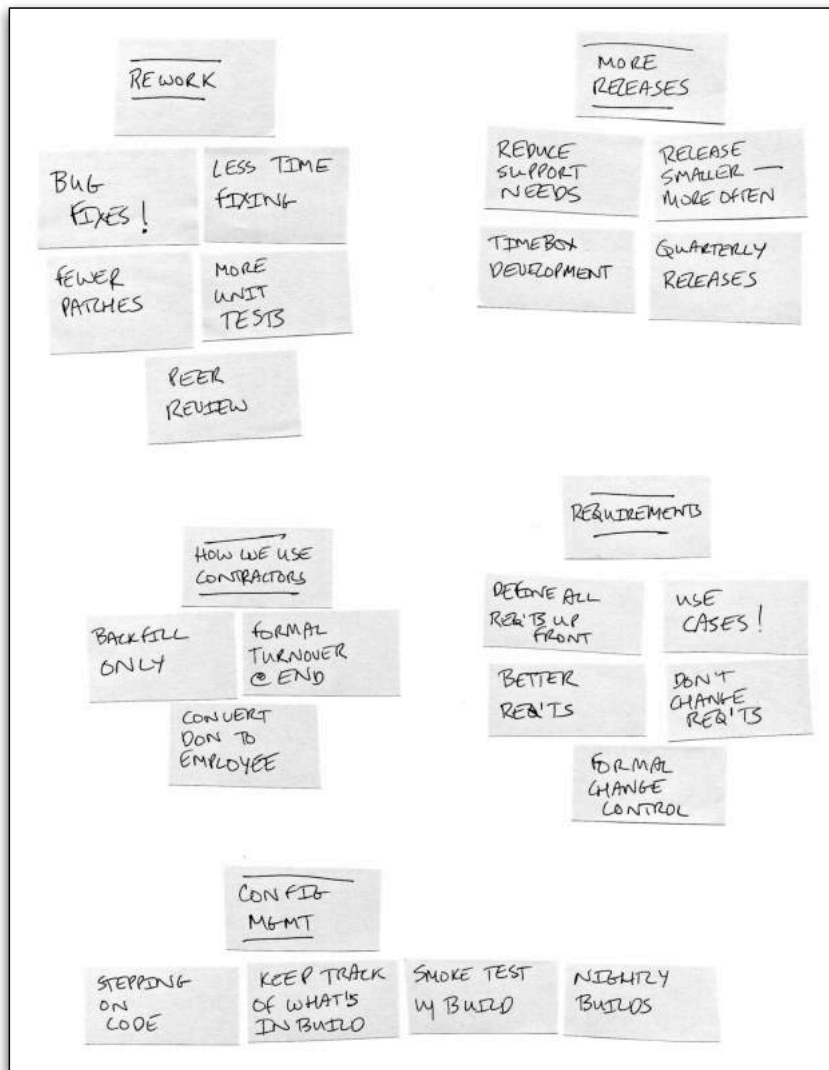 REWORK
BUG
FIXES!
LESS TIME
FIXING
FEWER
PATCHES
MORE
UNIT
TESTS
PEER
REVIEW
MORE
RELEASES
REDUCE
SUPPORT
NEEDS
RELEASE
SMALLER —
MORE OFTEN
TIMEBOX
DEVELOPMENT
QUARTERLY
RELEASES
HOW WE USE
CONTRACTORS
BACKFILL
ONLY
FORMAL
TURNOVER
@ END
CONVERT
DON TO
EMPLOYEE
REQUIREMENTS
DEFINE ALL
REQ'TS UP
FRONT
USE
CASES!
BETTER
REQ'TS
DON'T
CHANGE
REQ'TS
FORMAL
CHANGE
CONTROL
CONFIG
MGMT
STEPPING
ON
CODE
KEEP TRACK
OF WHAT'S
IN BUILD
SMOKE TEST
W/ BUILD
NIGHTLY
BUILDS